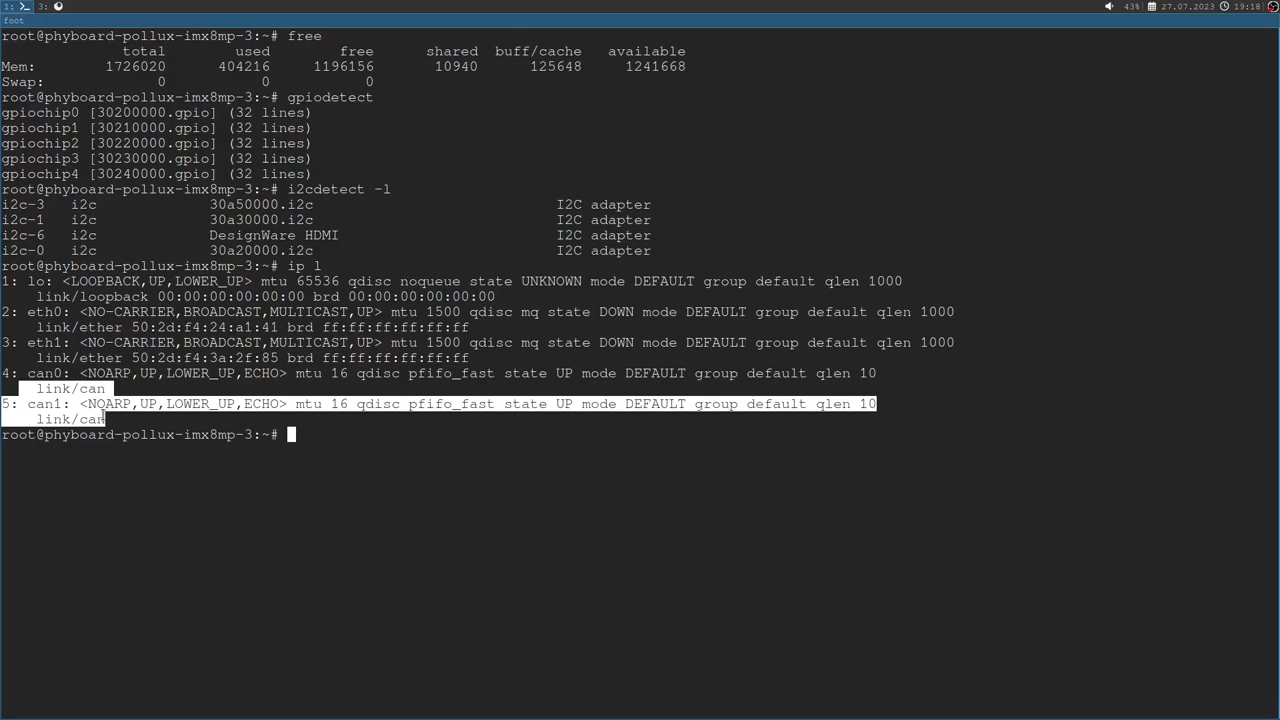 1: 3: 43% 27.07.2023 19:18
foot
root@phyboard-pollux-imx8mp-3:~# free
total used free shared buff/cache available
Mem: 1726020 404216 1196156 10940 125648 1241668
Swap: 0 0 0
root@phyboard-pollux-imx8mp-3:~# gpiodetect
gpiochip0 [30200000.gpio] (32 lines)
gpiochip1 [30210000.gpio] (32 lines)
gpiochip2 [30220000.gpio] (32 lines)
gpiochip3 [30230000.gpio] (32 lines)
gpiochip4 [30240000.gpio] (32 lines)
root@phyboard-pollux-imx8mp-3:~# i2cdetect -l
i2c-3 i2c 30a50000.i2c I2C adapter
i2c-1 i2c 30a30000.i2c I2C adapter
i2c-6 i2c DesignWare HDMI I2C adapter
i2c-0 i2c 30a20000.i2c I2C adapter
root@phyboard-pollux-imx8mp-3:~# ip l
1: lo: <LOOPBACK,UP,LOWER_UP> mtu 65536 qdisc noqueue state UNKNOWN mode DEFAULT group default qlen 1000
link/loopback 00:00:00:00:00:00 brd 00:00:00:00:00:00
2: eth0: <NO-CARRIER,BROADCAST,MULTICAST,UP> mtu 1500 qdisc mq state DOWN mode DEFAULT group default qlen 1000
link/ether 50:2d:f4:24:a1:41 brd ff:ff:ff:ff:ff:ff
3: eth1: <NO-CARRIER,BROADCAST,MULTICAST,UP> mtu 1500 qdisc mq state DOWN mode DEFAULT group default qlen 1000
link/ether 50:2d:f4:3a:2f:85 brd ff:ff:ff:ff:ff:ff
4: can0: <NOARP,UP,LOWER_UP,ECHO> mtu 16 qdisc pfifo_fast state UP mode DEFAULT group default qlen 10
link/can
5: can1: <NOARP,UP,LOWER_UP,ECHO> mtu 16 qdisc pfifo_fast state UP mode DEFAULT group default qlen 10
link/can
root@phyboard-pollux-imx8mp-3:~#